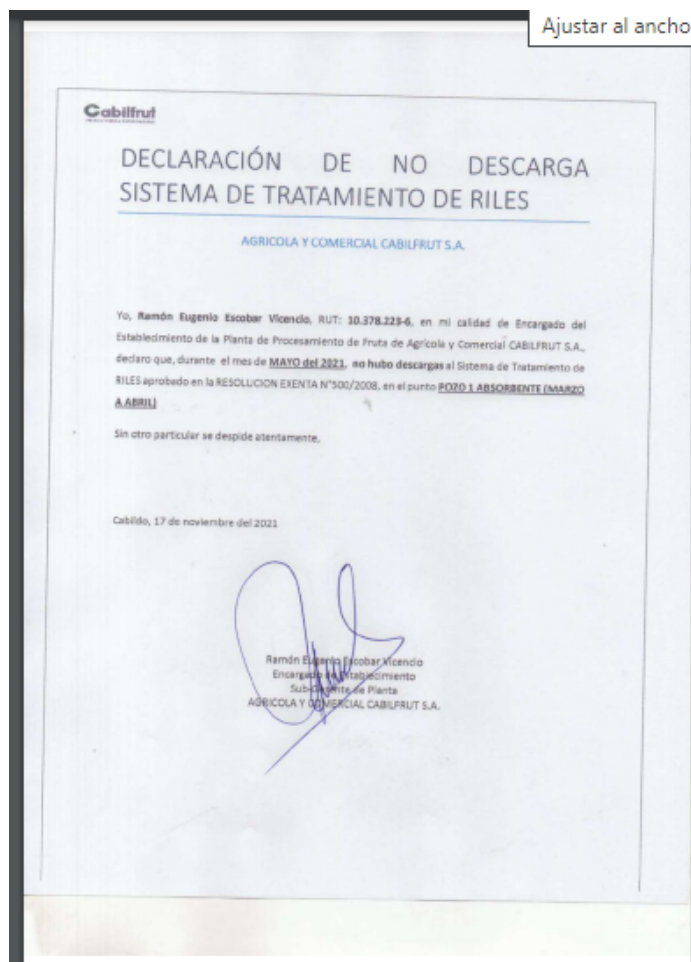 Ajustar al ancho
Cabilfrut
DECLARACIÓN DE NO DESCARGA
SISTEMA DE TRATAMIENTO DE RILES
AGRICOLA Y COMERCIAL CABILFRUT S.A.
Yo, Ramón Eugenio Escobar Vicencio, RUT: 10.378.223-6, en mi calidad de Encargado del
Establecimiento de la Planta de Procesamiento de Fruta de Agrícola y Comercial CABILFRUT S.A.,
declaro que, durante el mes de MAYO del 2021, no hubo descargas al Sistema de Tratamiento de
RILES aprobado en la RESOLUCION EXENTA N°500/2008, en el punto POZO 1 ABSORBENTE (MARZO
A ABRIL)
Sin otro particular se despide atentamente,
Cabildo, 17 de noviembre del 2021
Ramón Eugenio Escobar Vicencio
Encargado de Establecimiento
Sub-Gerente de Planta
AGRICOLA Y COMERCIAL CABILFRUT S.A.